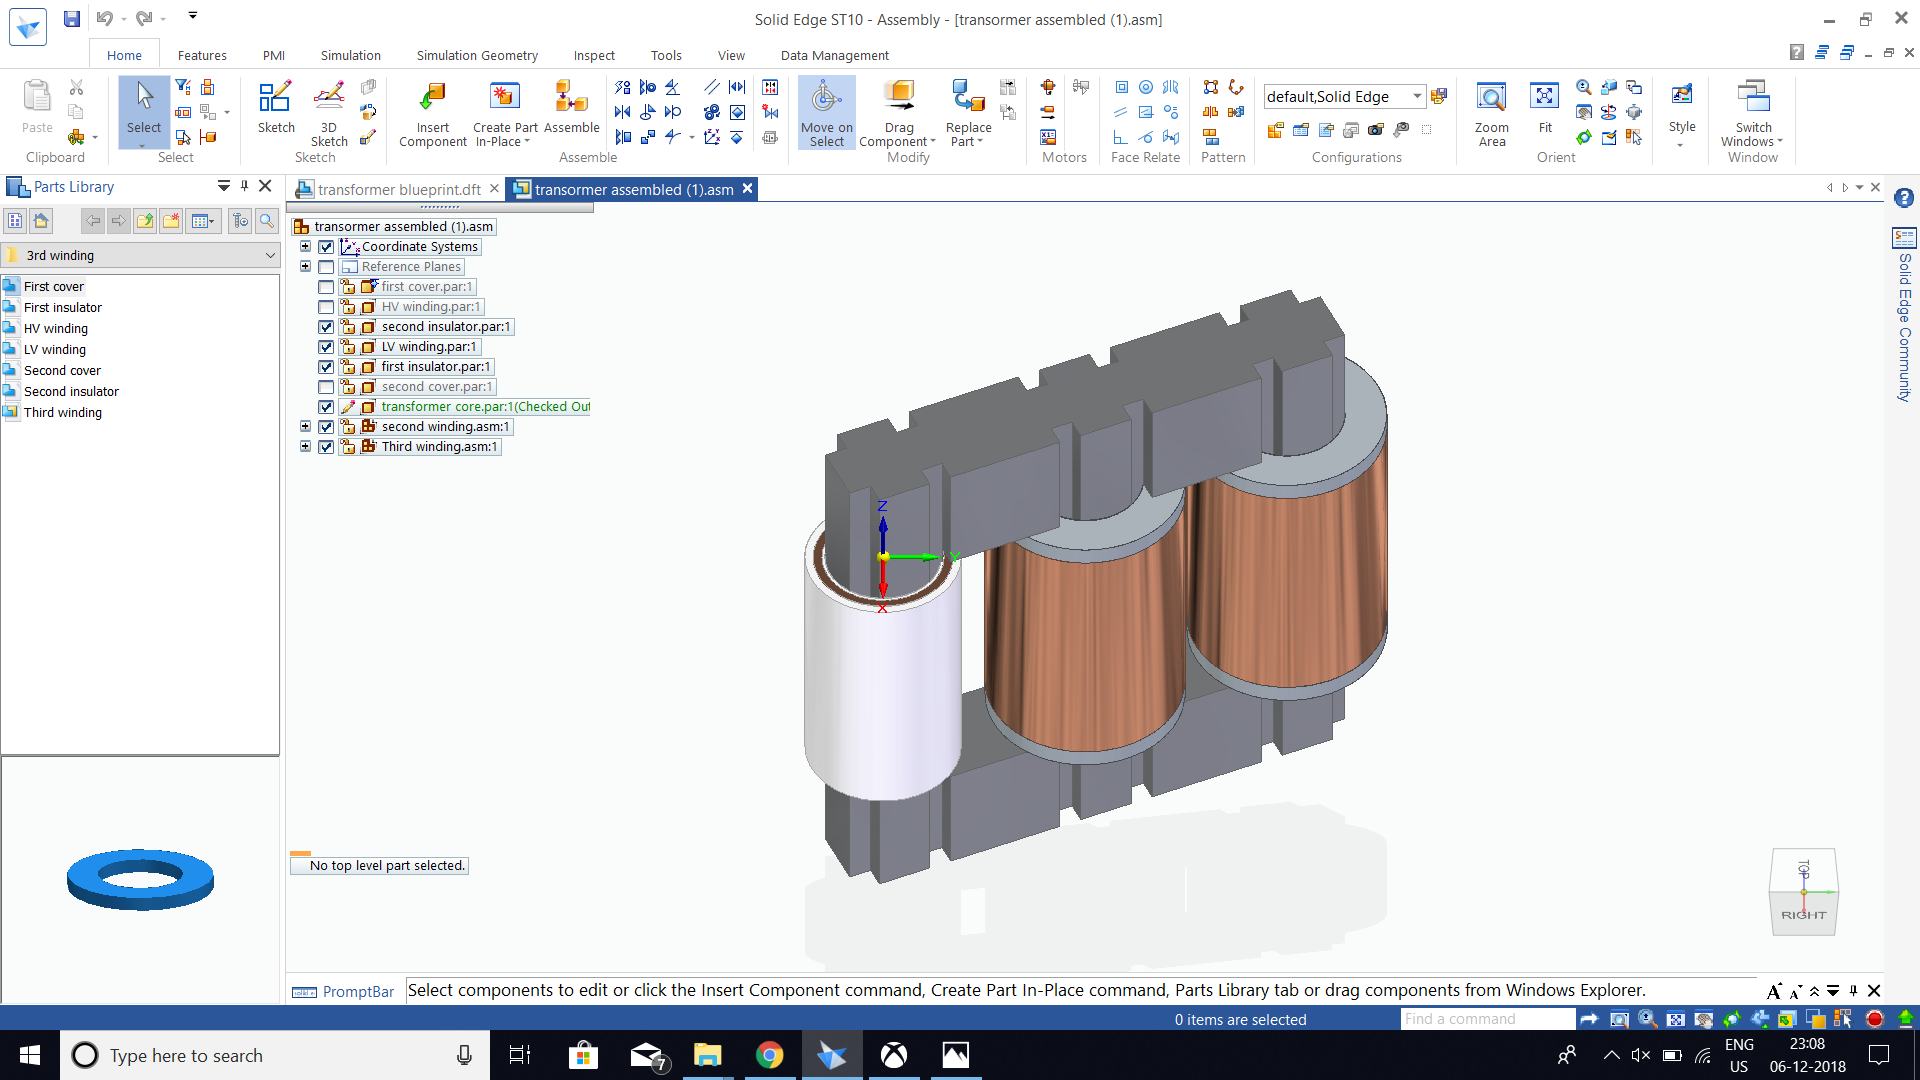 Solid Edge ST10 - Assembly - [transormer assembled (1).asm]
Home Features PMI Simulation Simulation Geometry Inspect Tools View Data Management
Paste
Clipboard
Select
Select
Sketch
3D Sketch
Sketch
Insert Component
Create Part In-Place
Assemble
Assemble
Move on Select
Drag Component
Replace Part
Modify
Motors
Face Relate
Pattern
default,Solid Edge
Configurations
Zoom Area
Fit
Orient
Style
Switch Windows
Window
Parts Library
transformer blueprint.dft
transormer assembled (1).asm
3rd winding
First cover
First insulator
HV winding
LV winding
Second cover
Second insulator
Third winding
transormer assembled (1).asm
Coordinate Systems
Reference Planes
first cover.par:1
HV winding.par:1
second insulator.par:1
LV winding.par:1
first insulator.par:1
second cover.par:1
transformer core.par:1(Checked Out
second winding.asm:1
Third winding.asm:1
Z
Y
X
No top level part selected.
TOP
RIGHT
Solid Edge Community
PromptBar
Select components to edit or click the Insert Component command, Create Part In-Place command, Parts Library tab or drag components from Windows Explorer.
0 items are selected
Find a command
Type here to search
7
ENG
US
23:08
06-12-2018